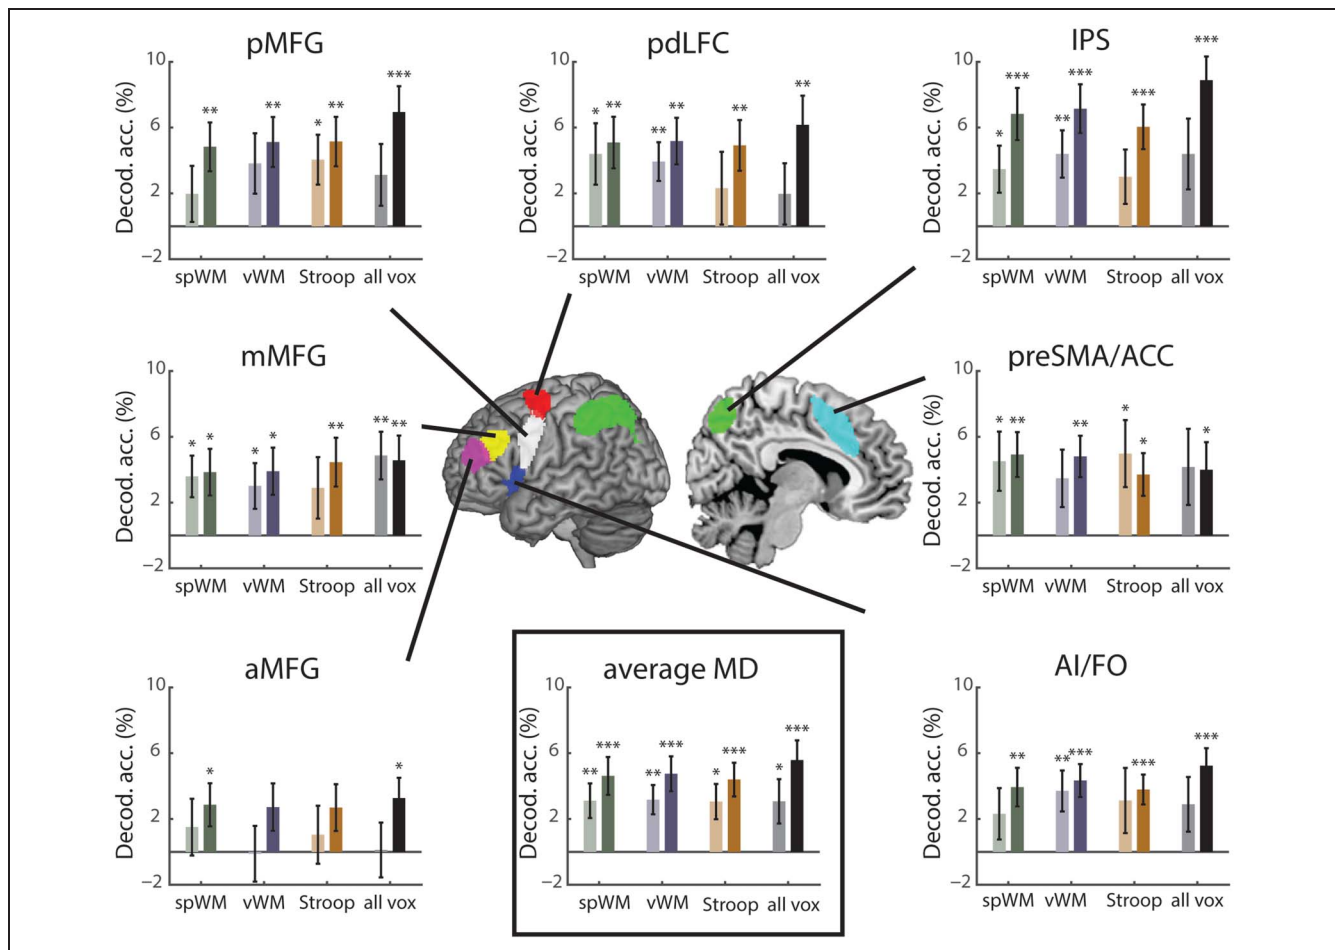 pMFG
Decod. acc. (%)
10
6
2
−2
** ** * ** ***
spWM vWM Stroop all vox
pdLFC
Decod. acc. (%)
10
6
2
−2
* ** ** ** ** **
spWM vWM Stroop all vox
IPS
Decod. acc. (%)
10
6
2
−2
* *** ** *** *** ***
spWM vWM Stroop all vox
mMFG
Decod. acc. (%)
10
6
2
−2
* * * * ** ** **
spWM vWM Stroop all vox
preSMA/ACC
Decod. acc. (%)
10
6
2
−2
* ** ** * * *
spWM vWM Stroop all vox
aMFG
Decod. acc. (%)
10
6
2
−2
* *
spWM vWM Stroop all vox
average MD
Decod. acc. (%)
10
6
2
−2
** *** ** *** * *** * ***
spWM vWM Stroop all vox
AI/FO
Decod. acc. (%)
10
6
2
−2
** ** *** *** ***
spWM vWM Stroop all vox